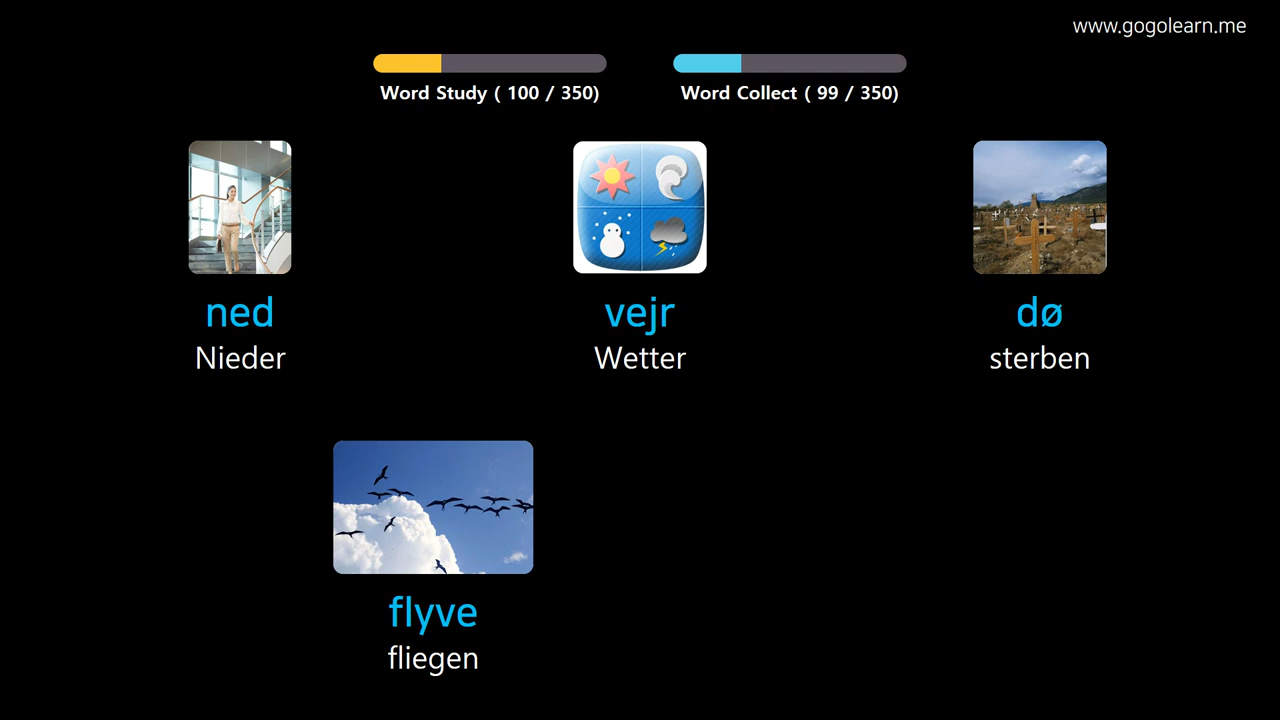 www.gogolearn.me
Word Study ( 100 / 350)
Word Collect ( 99 / 350)
ned
Nieder
vejr
Wetter
dø
sterben
flyve
fliegen